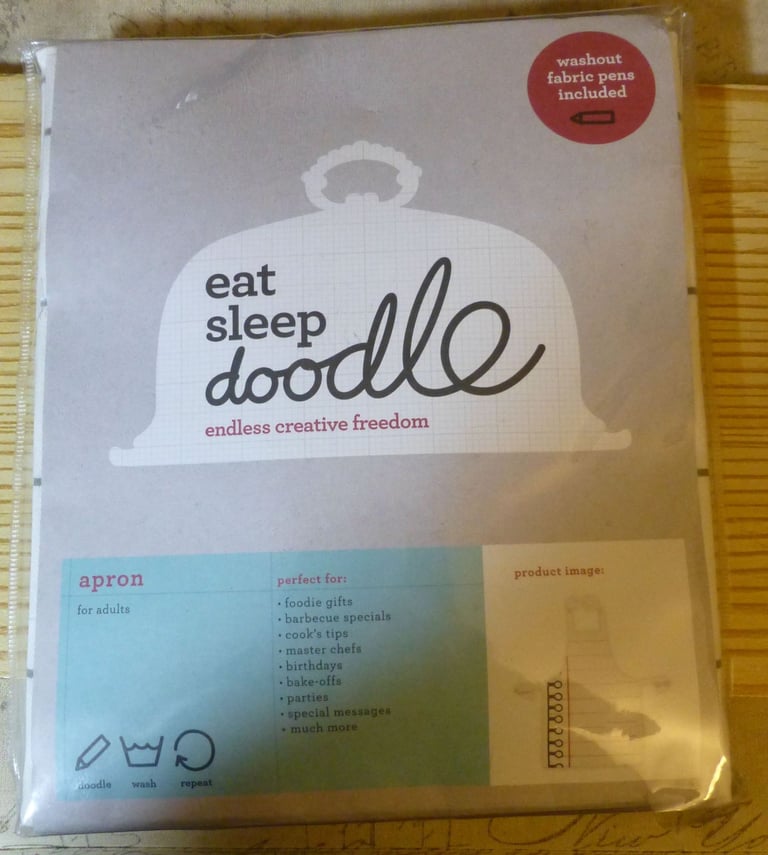 washout
fabric pens
included
eat
sleep
doodle
endless creative freedom
apron
for adults
doodle
wash
repeat
perfect for:
• foodie gifts
• barbecue specials
• cook's tips
• master chefs
• birthdays
• bake-offs
• parties
• special messages
• much more
product image:
New